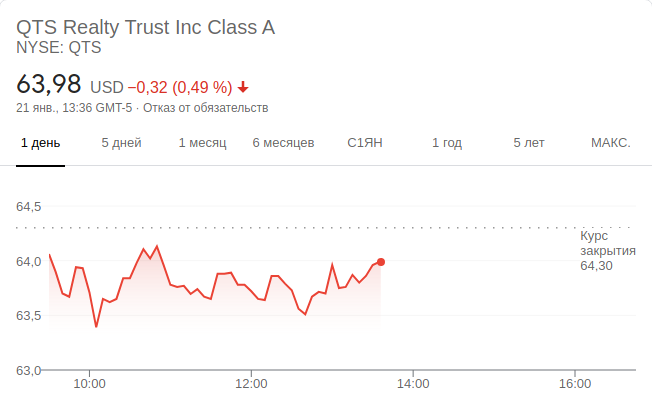 QTS Realty Trust Inc Class A
NYSE: QTS
63,98 USD −0,32 (0,49 %)
21 янв., 13:36 GMT-5 · Отказ от обязательств
1 день 5 дней 1 месяц 6 месяцев С1ЯН 1 год 5 лет МАКС.
64,5
Курс
закрытия
64,30
64,0
63,5
63,0
10:00 12:00 14:00 16:00